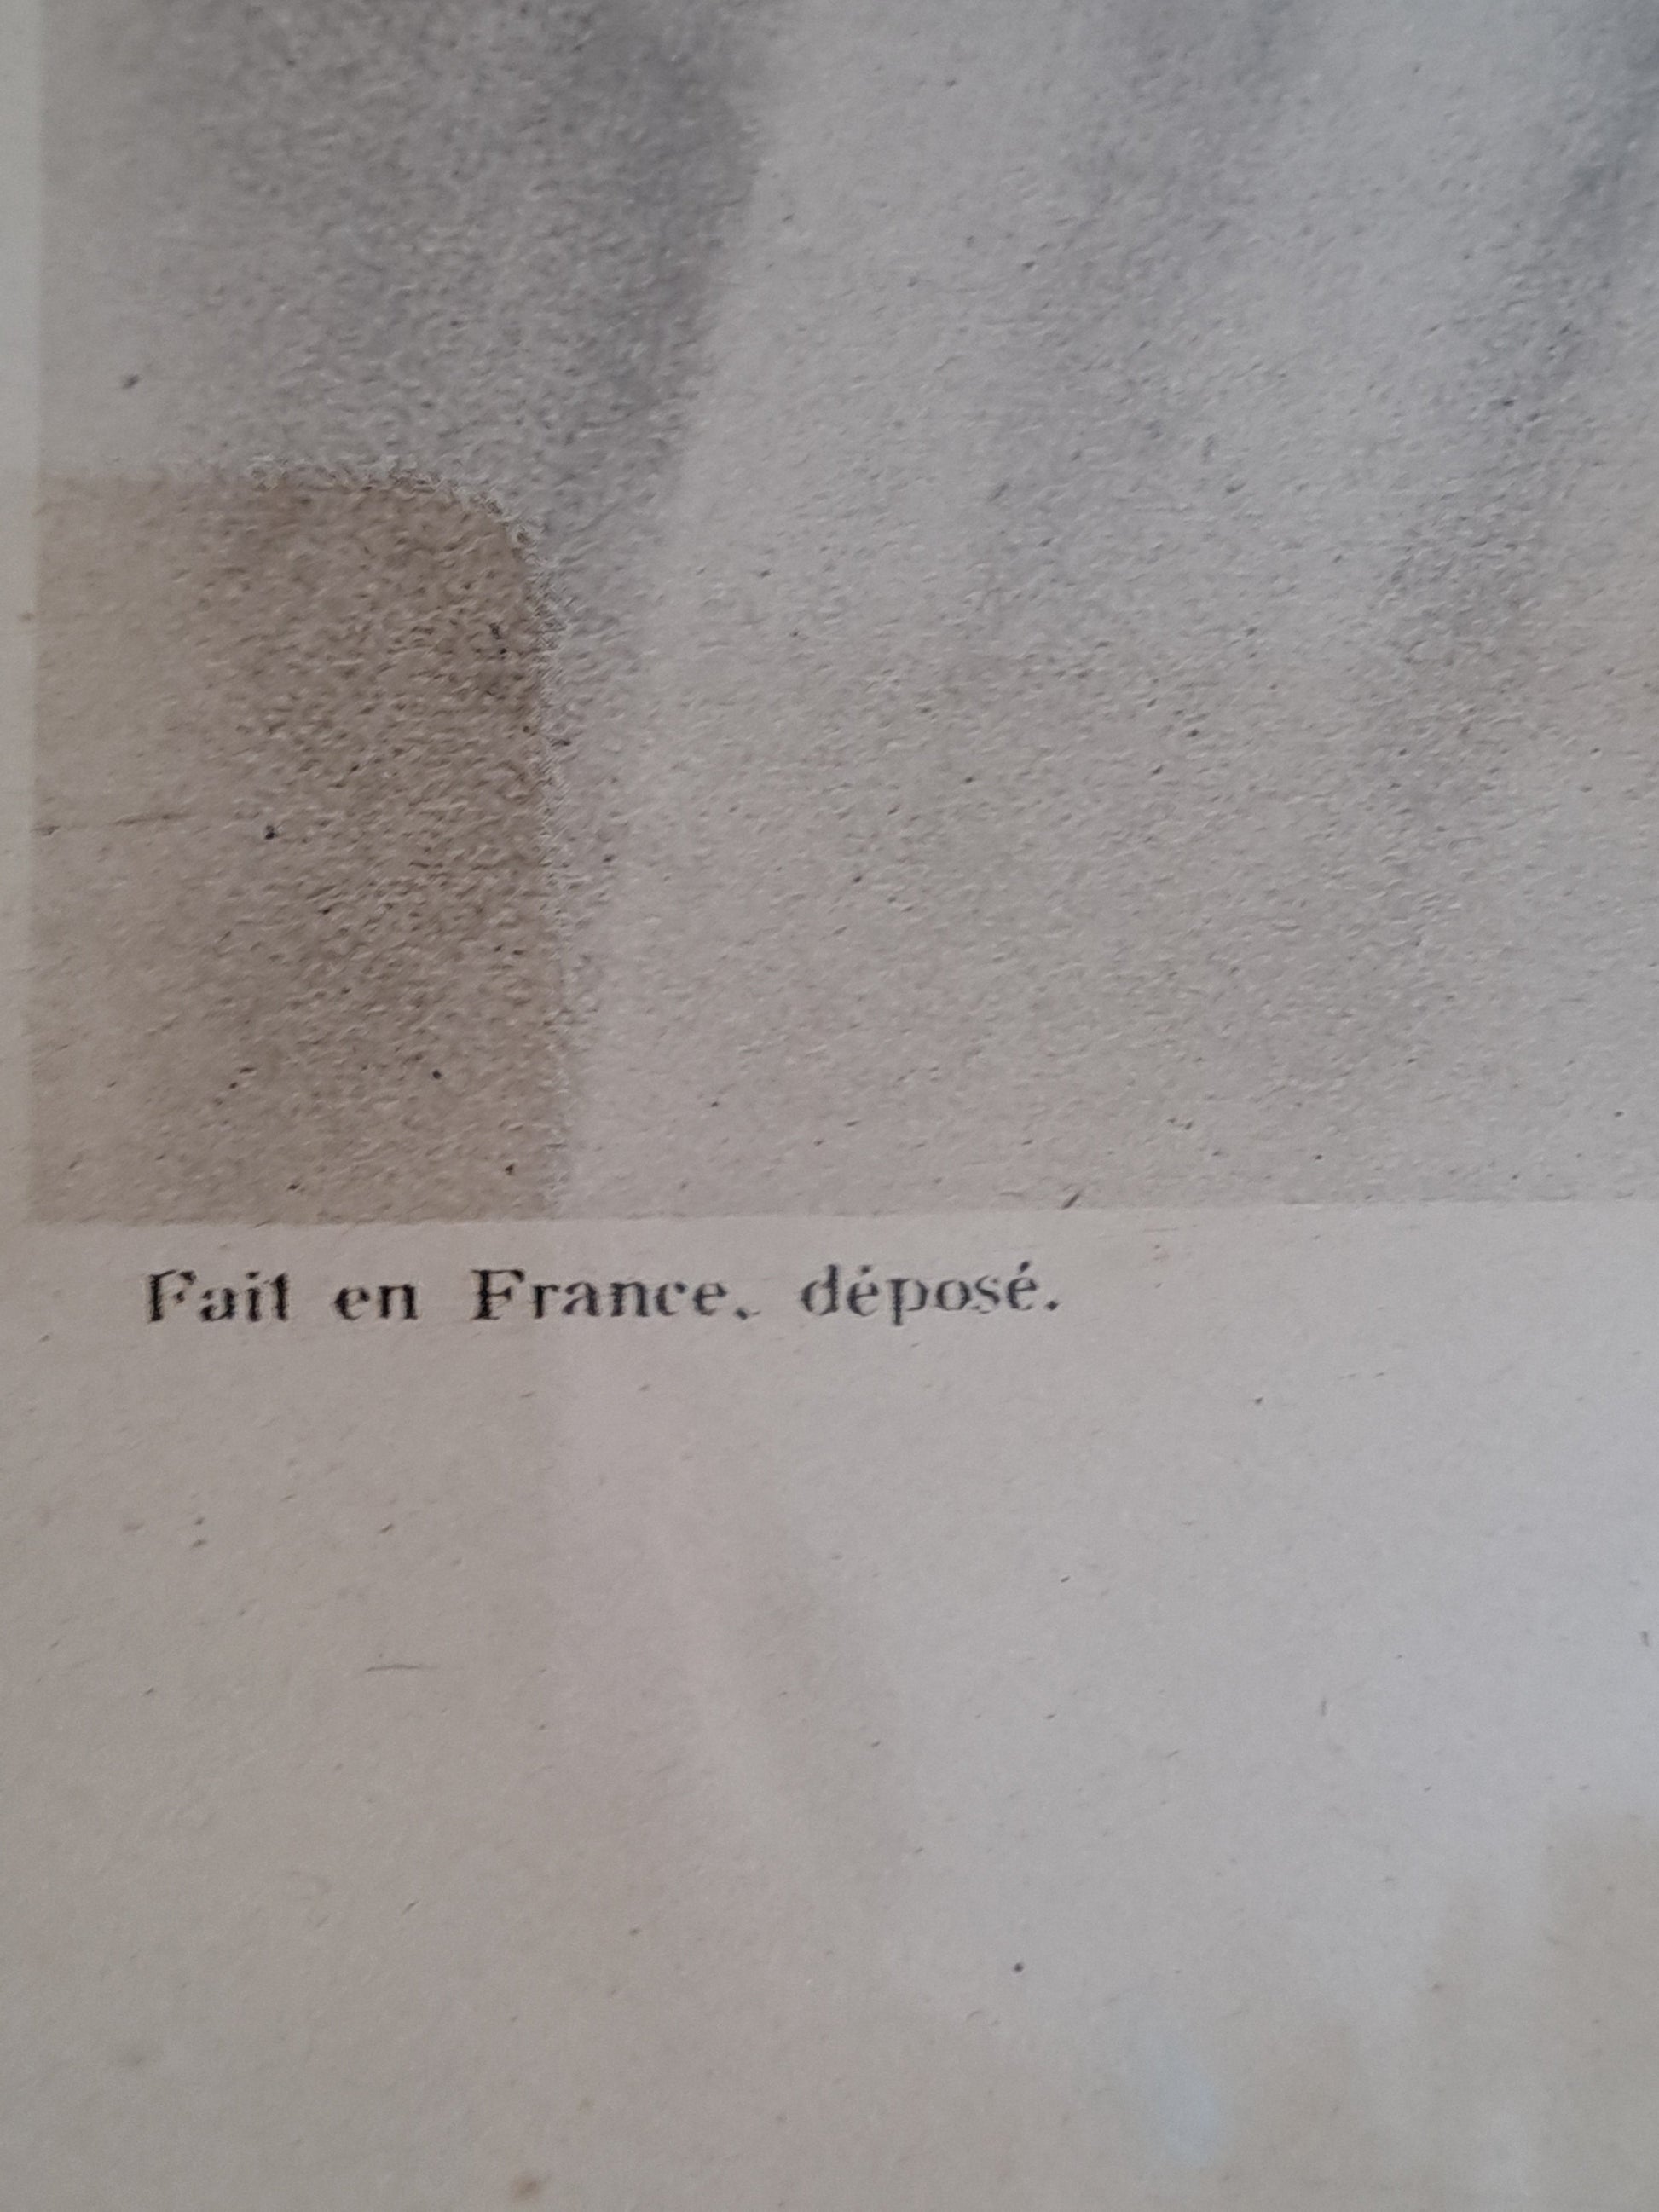 Fait en France, déposé.